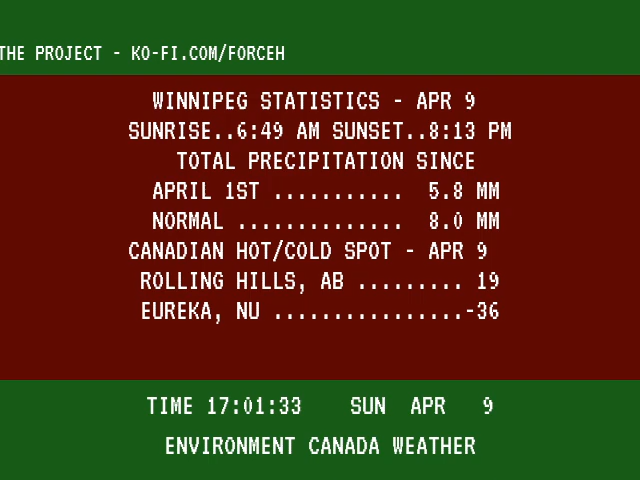 THE PROJECT - KO-FI.COM/FORCEH
WINNIPEG STATISTICS - APR 9
SUNRISE..6:49 AM SUNSET..8:13 PM
TOTAL PRECIPITATION SINCE
APRIL 1ST ........... 5.8 MM
NORMAL .............. 8.0 MM
CANADIAN HOT/COLD SPOT - APR 9
ROLLING HILLS, AB ......... 19
EUREKA, NU ................-36
TIME 17:01:33 SUN APR 9
ENVIRONMENT CANADA WEATHER